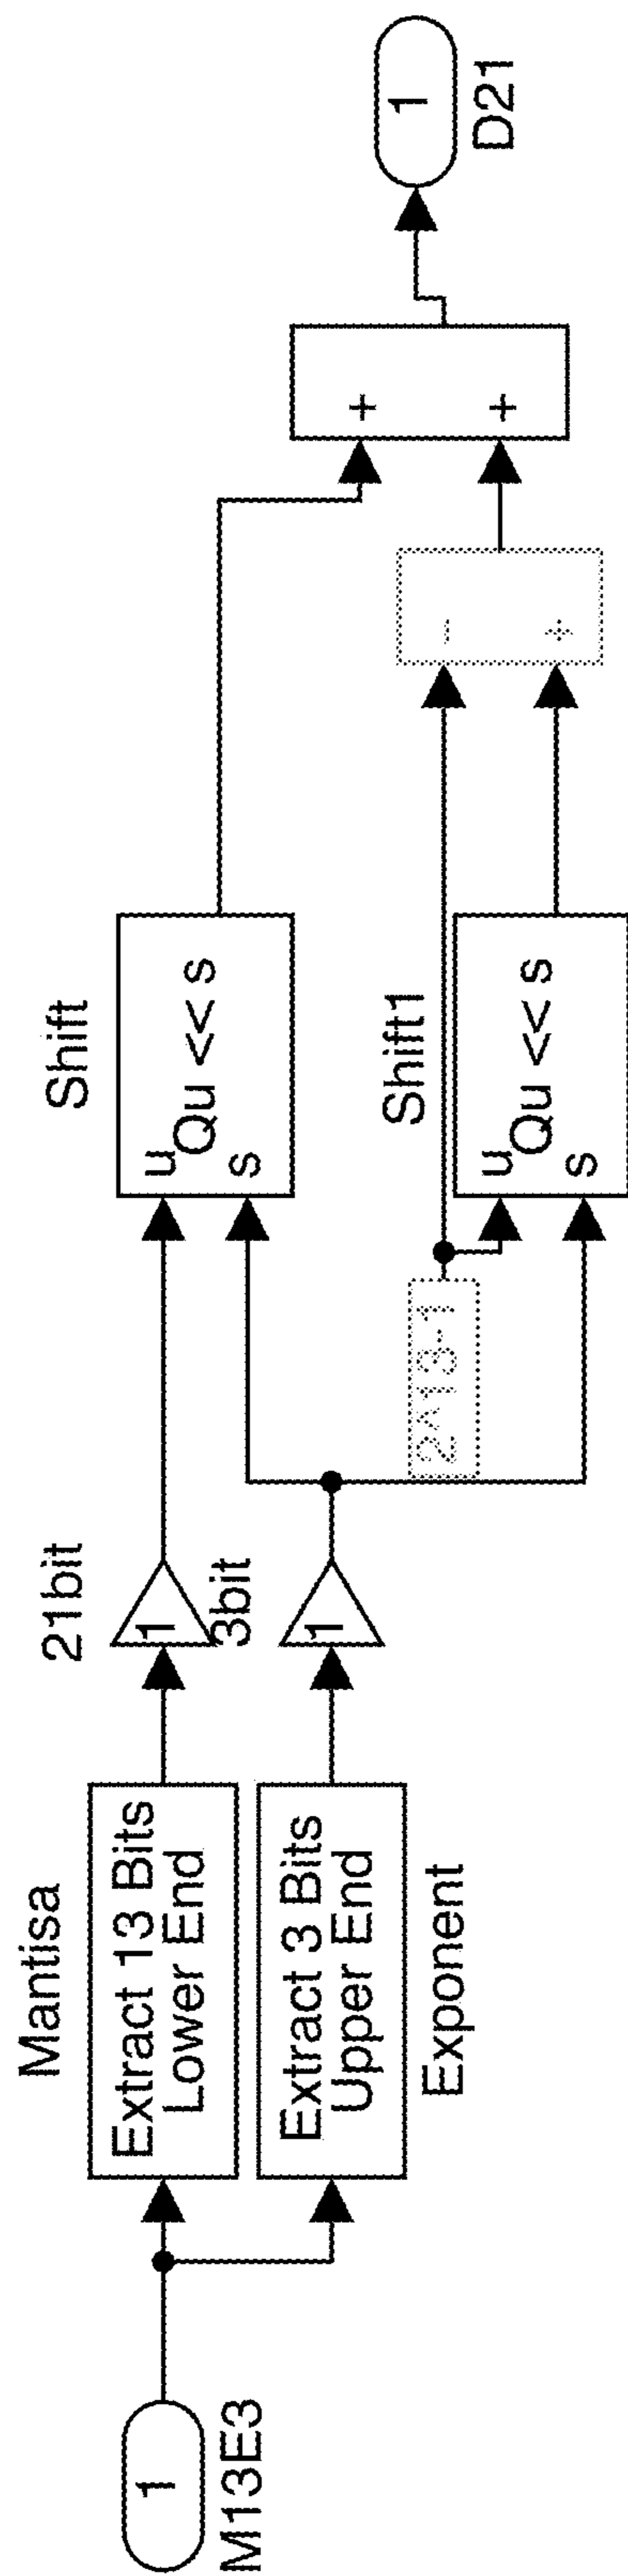 1
M13E3
Mantisa
Extract 13 Bits
Lower End
Extract 3 Bits
Upper End
Exponent
21bit
1
3bit
1
2^13-1
Shift
u
Qu << s
s
Shift1
u
Qu << s
s
-
+
+
+
1
D21